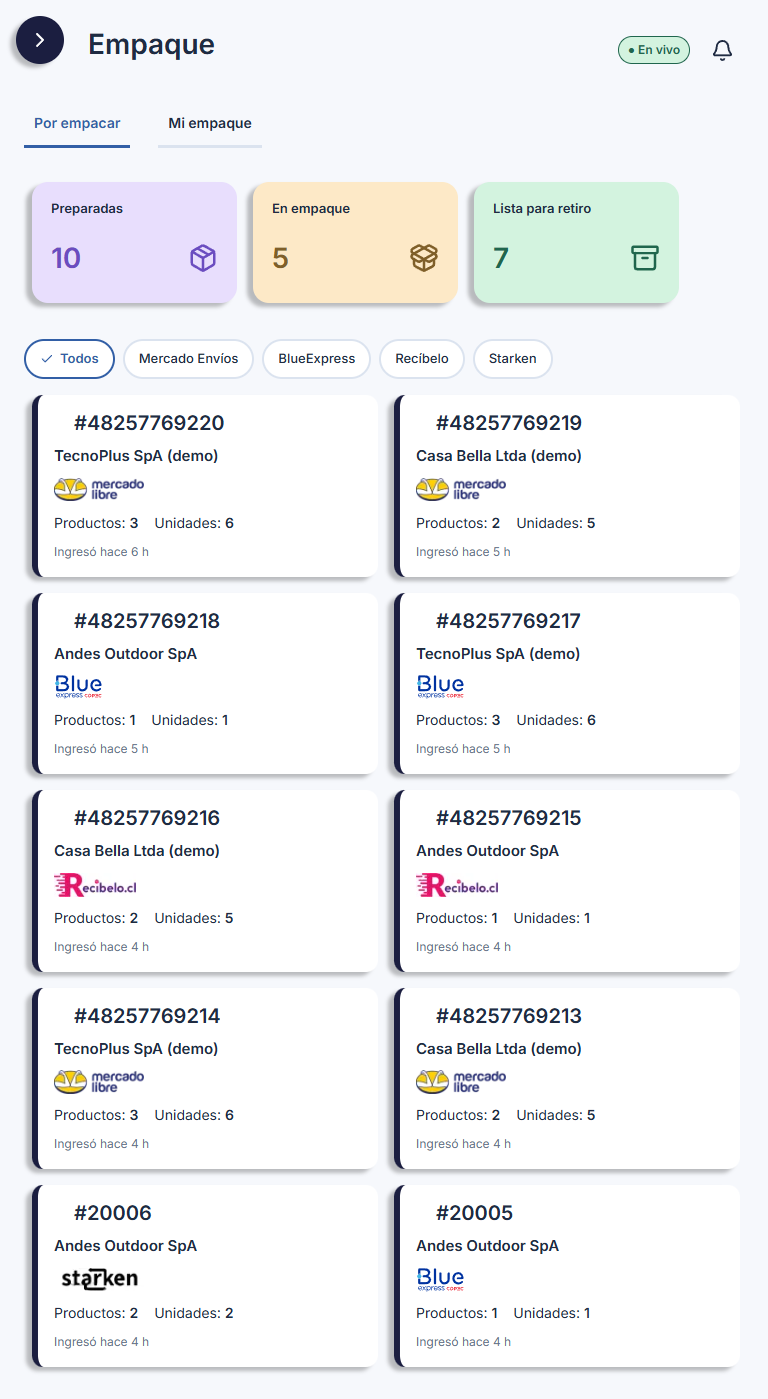 Empaque
● En vivo
Por empacar
Mi empaque
Preparadas
En empaque
Lista para retiro
10
5
7
Todos
Mercado Envíos
BlueExpress
Recíbelo
Starken
#48257769220
TecnoPlus SpA (demo)
mercado
libre
Productos: 3 Unidades: 6
Ingresó hace 6 h
#48257769219
Casa Bella Ltda (demo)
mercado
libre
Productos: 2 Unidades: 5
Ingresó hace 5 h
#48257769218
Andes Outdoor SpA
Blue
express COPEC
Productos: 1 Unidades: 1
Ingresó hace 5 h
#48257769217
TecnoPlus SpA (demo)
Blue
express COPEC
Productos: 3 Unidades: 6
Ingresó hace 5 h
#48257769216
Casa Bella Ltda (demo)
Recibelo.cl
Productos: 2 Unidades: 5
Ingresó hace 4 h
#48257769215
Andes Outdoor SpA
Recibelo.cl
Productos: 1 Unidades: 1
Ingresó hace 4 h
#48257769214
TecnoPlus SpA (demo)
mercado
libre
Productos: 3 Unidades: 6
Ingresó hace 4 h
#48257769213
Casa Bella Ltda (demo)
mercado
libre
Productos: 2 Unidades: 5
Ingresó hace 4 h
#20006
Andes Outdoor SpA
starken
Productos: 2 Unidades: 2
Ingresó hace 4 h
#20005
Andes Outdoor SpA
Blue
express COPEC
Productos: 1 Unidades: 1
Ingresó hace 4 h